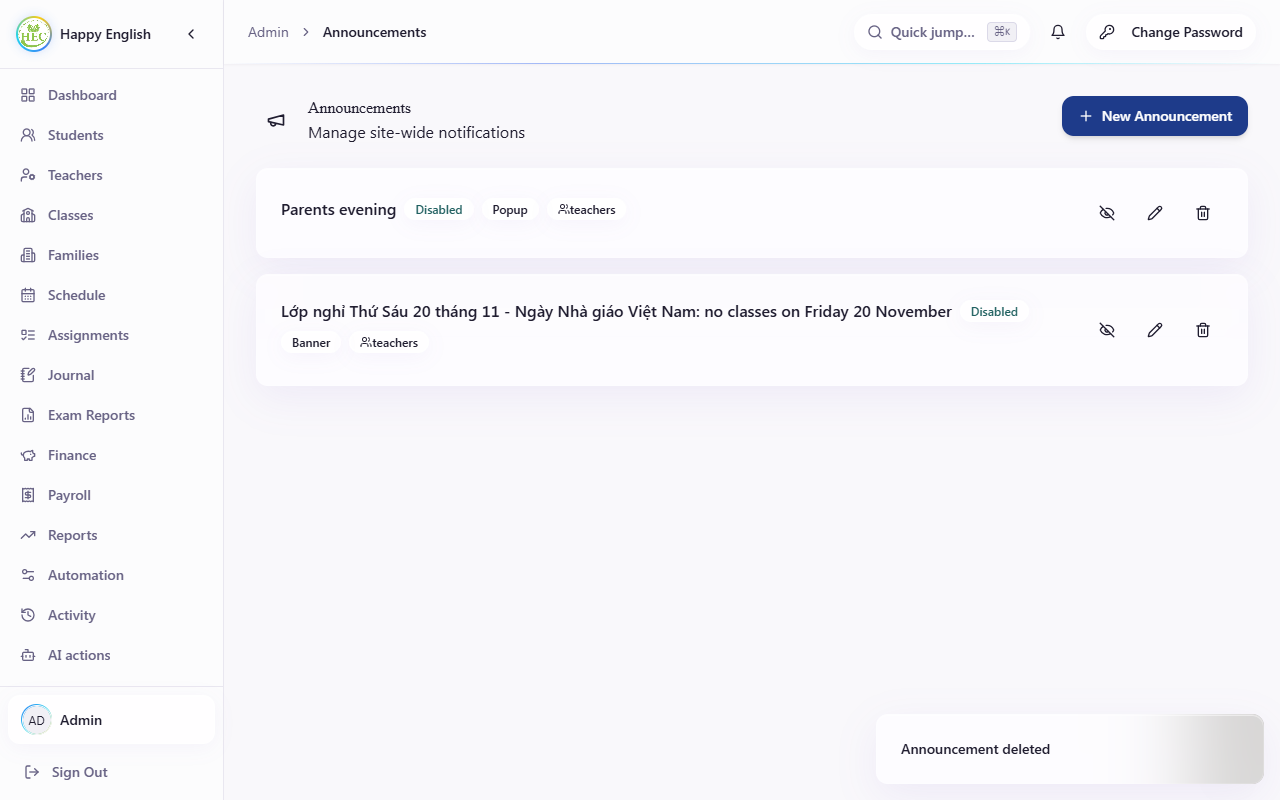 HEC
Happy English
Admin
Announcements
Quick jump...
⌘K
Change Password
Dashboard
Students
Teachers
Classes
Families
Schedule
Assignments
Journal
Exam Reports
Finance
Payroll
Reports
Automation
Activity
AI actions
AD
Admin
Sign Out
Announcements
Manage site-wide notifications
New Announcement
Parents evening
Disabled
Popup
teachers
Lớp nghỉ Thứ Sáu 20 tháng 11 - Ngày Nhà giáo Việt Nam: no classes on Friday 20 November
Disabled
Banner
teachers
Announcement deleted